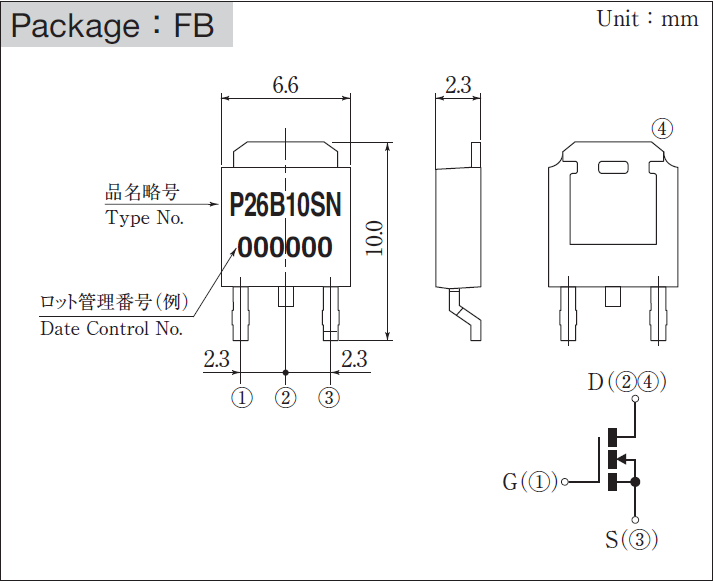 Package：FB
Unit：mm
6.6
2.3
④
品名略号
Type No.
P26B10SN
000000
10.0
ロット管理番号（例）
Date Control No.
2.3
2.3
① ② ③
D（②④）
G（①）
S（③）